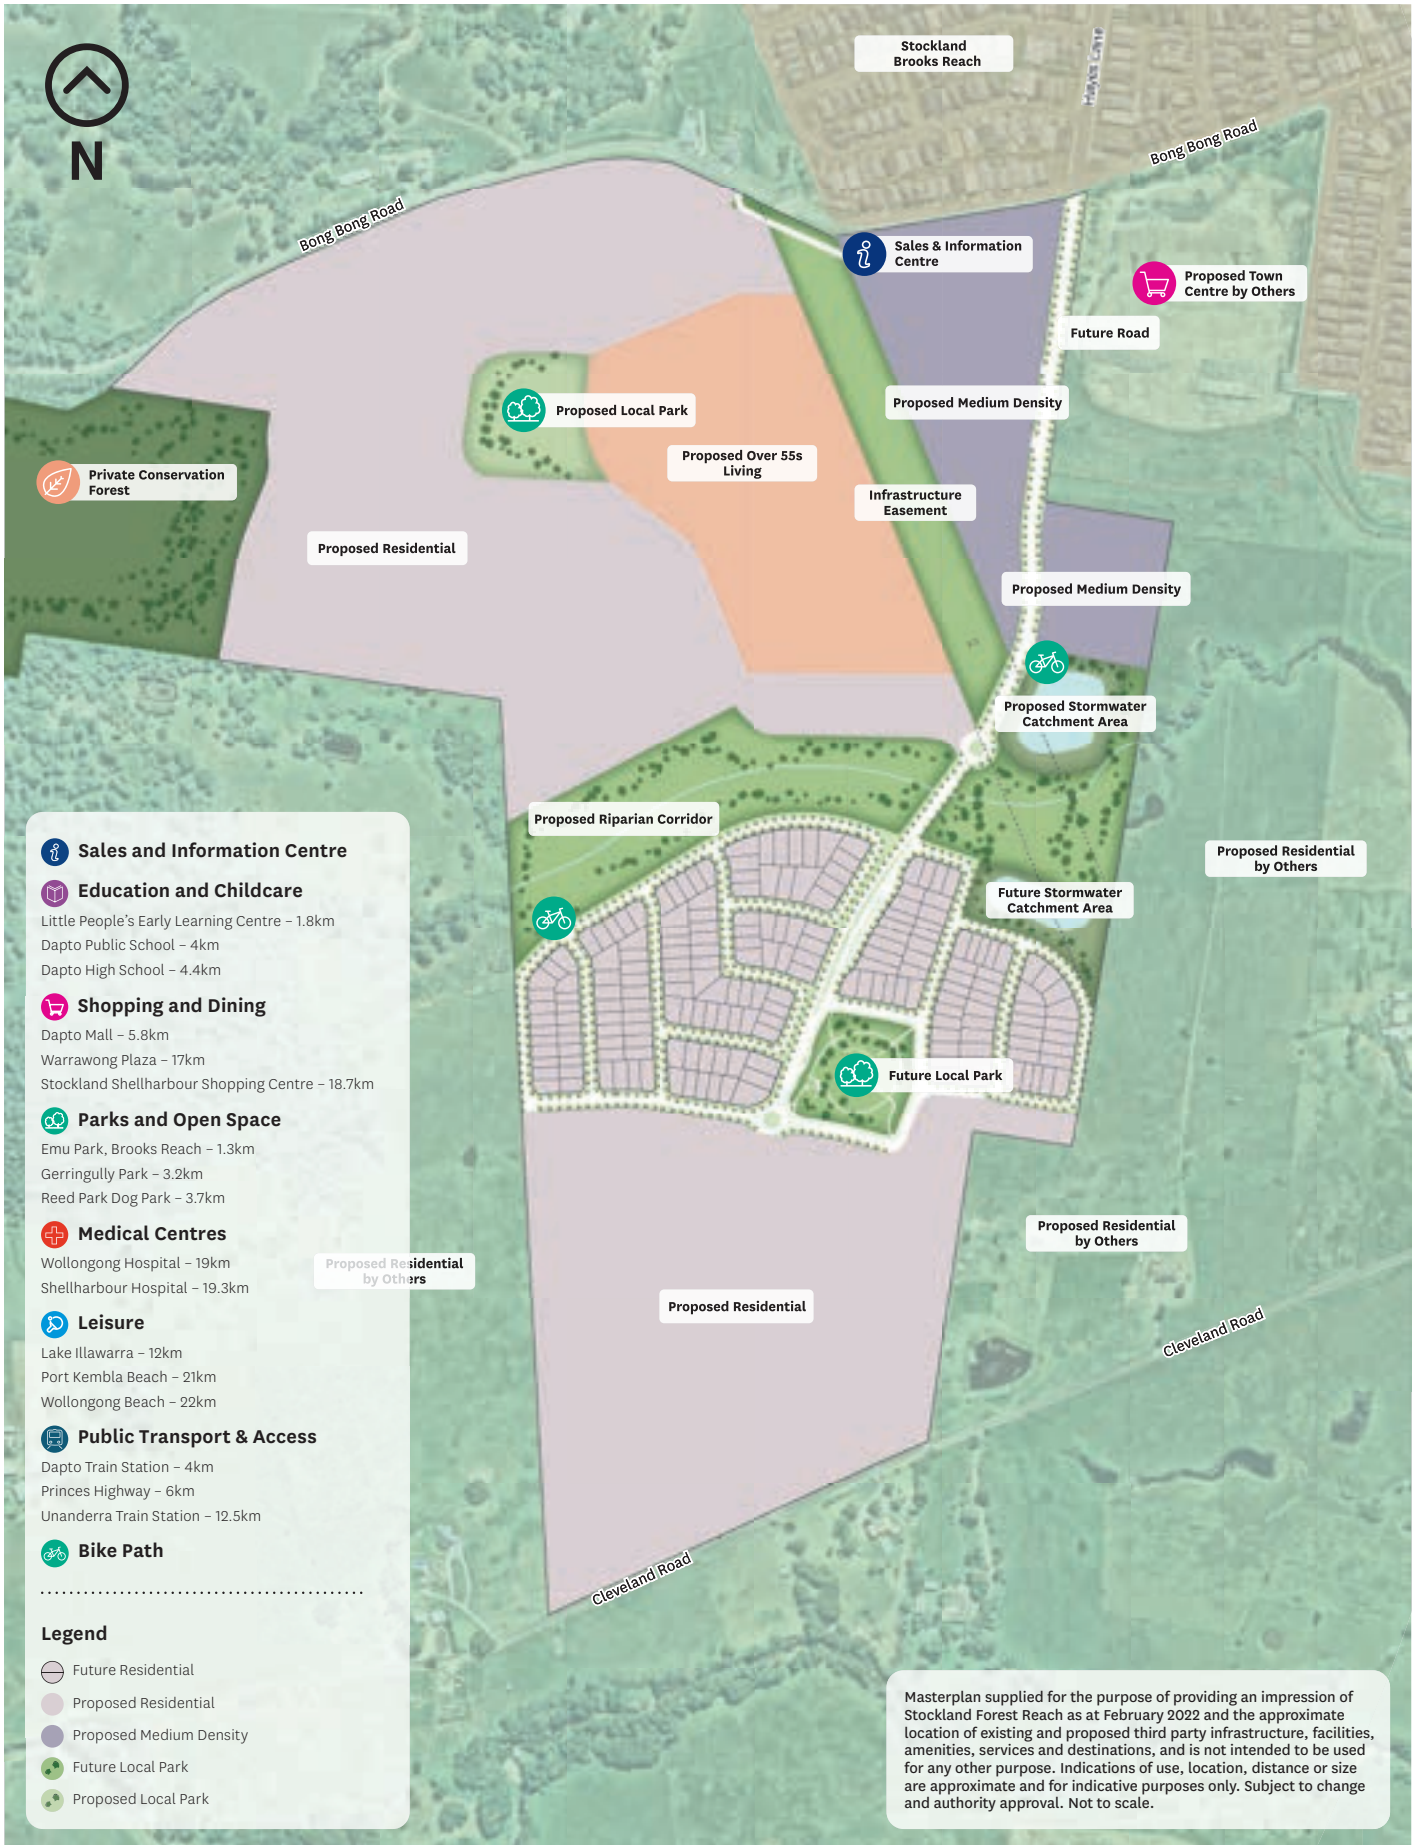 N
Stockland
Brooks Reach
Hayes Lane
Bong Bong Road
Bong Bong Road
Sales & Information
Centre
Proposed Town
Centre by Others
Future Road
Proposed Medium Density
Proposed Local Park
Proposed Over 55s
Living
Private Conservation
Forest
Infrastructure
Easement
Proposed Residential
Proposed Medium Density
Proposed Stormwater
Catchment Area
Proposed Riparian Corridor
Proposed Residential
by Others
Future Stormwater
Catchment Area
Future Local Park
Proposed Residential
by Others
Proposed Residential
by Others
Proposed Residential
Cleveland Road
Cleveland Road
Sales and Information Centre
Education and Childcare
Little People's Early Learning Centre – 1.8km
Dapto Public School – 4km
Dapto High School – 4.4km
Shopping and Dining
Dapto Mall – 5.8km
Warrawong Plaza – 17km
Stockland Shellharbour Shopping Centre – 18.7km
Parks and Open Space
Emu Park, Brooks Reach – 1.3km
Gerringully Park – 3.2km
Reed Park Dog Park – 3.7km
Medical Centres
Wollongong Hospital – 19km
Shellharbour Hospital – 19.3km
Leisure
Lake Illawarra – 12km
Port Kembla Beach – 21km
Wollongong Beach – 22km
Public Transport & Access
Dapto Train Station – 4km
Princes Highway – 6km
Unanderra Train Station – 12.5km
Bike Path
Legend
Future Residential
Proposed Residential
Proposed Medium Density
Future Local Park
Proposed Local Park
Masterplan supplied for the purpose of providing an impression of
Stockland Forest Reach as at February 2022 and the approximate
location of existing and proposed third party infrastructure, facilities,
amenities, services and destinations, and is not intended to be used
for any other purpose. Indications of use, location, distance or size
are approximate and for indicative purposes only. Subject to change
and authority approval. Not to scale.